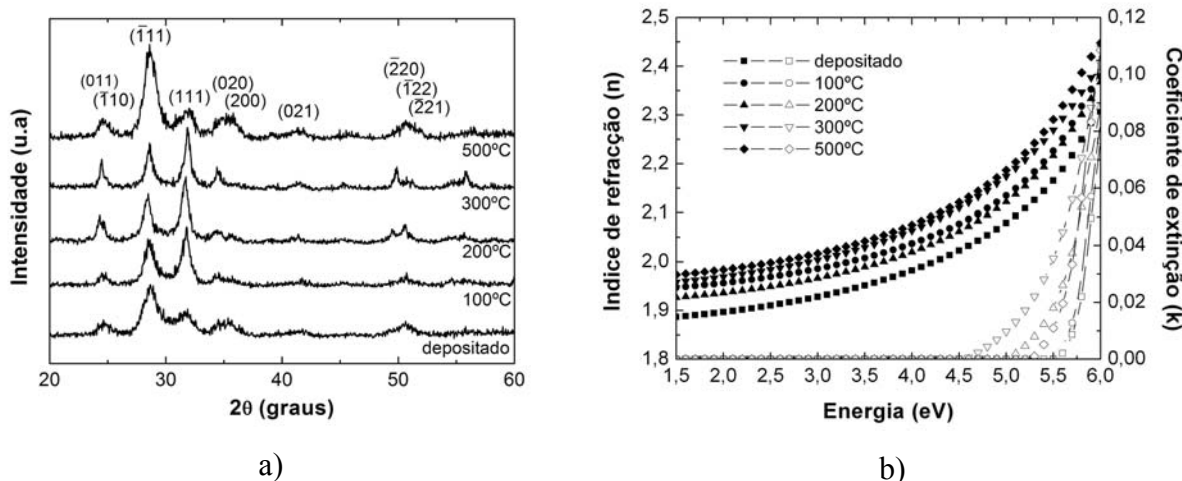 (1̅11)
(011)
(1̅10)
(111)
(020)
(200)
(021)
(2̅20)
(1̅22)
(2̅21)
500ºC
300ºC
200ºC
100ºC
depositado
Intensidade (u.a)
20 30 40 50 60
2θ (graus)
a)
2,5
2,4
2,3
2,2
2,1
2,0
1,9
1,8
Indice de refracção (n)
depositado
100ºC
200ºC
300ºC
500ºC
0,12
0,10
0,08
0,06
0,04
0,02
0,00
Coeficiente de extinção (k)
1,5 2,0 2,5 3,0 3,5 4,0 4,5 5,0 5,5 6,0
Energia (eV)
b)